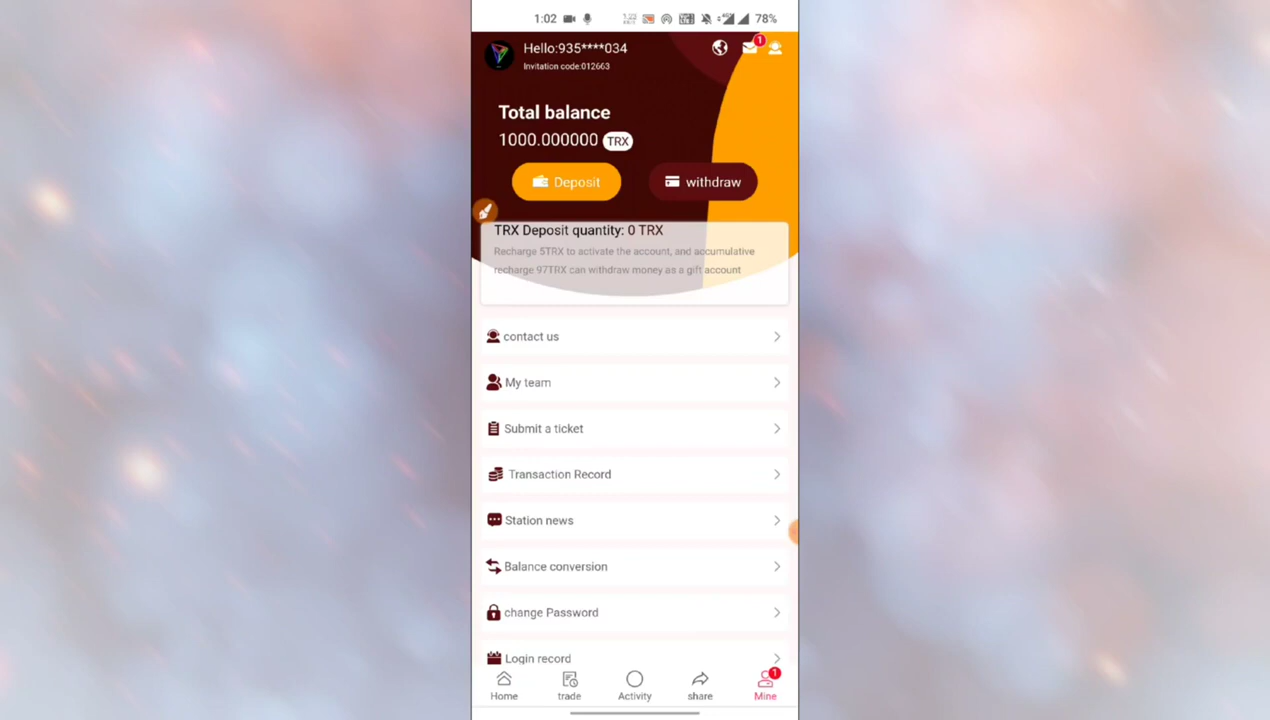 1:02 78%
Hello:935****034 1
Invitation code:012663
Total balance
1000.000000 TRX
Deposit withdraw
TRX Deposit quantity: 0 TRX
Recharge 5TRX to activate the account, and accumulative
recharge 97TRX can withdraw money as a gift account
contact us
My team
Submit a ticket
Transaction Record
Station news
Balance conversion
change Password
Login record
1
Home trade Activity share Mine